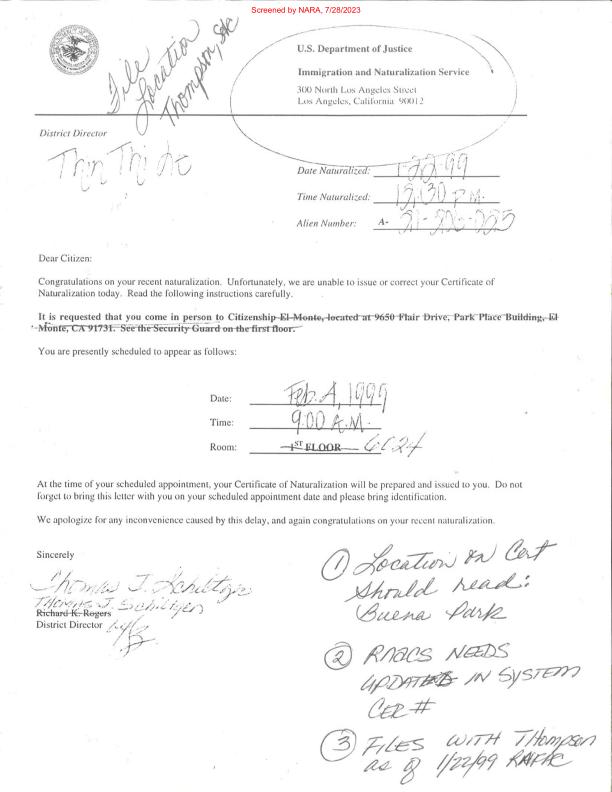 Screened by NARA, 7/28/2023
File
Location
Thompson,
U.S. Department of Justice
Immigration and Naturalization Service
300 North Los Angeles Street
Los Angeles, California 90012
District Director
Thin Thi
Date Naturalized: 1-22-99
Time Naturalized: 12:30 P.M.
Alien Number: A-
Dear Citizen:
Congratulations on your recent naturalization. Unfortunately, we are unable to issue or correct your Certificate of
Naturalization today. Read the following instructions carefully.
It is requested that you come in person to Citizenship El Monte, located at 9650 Flair Drive, Park Place Building, El
Monte, CA 91731. See the Security Guard on the first floor.
You are presently scheduled to appear as follows:
Date: Feb. 4, 1999
Time: 9:00 A.M.
Room: 1ST FLOOR 6024
At the time of your scheduled appointment, your Certificate of Naturalization will be prepared and issued to you. Do not
forget to bring this letter with you on your scheduled appointment date and please bring identification.
We apologize for any inconvenience caused by this delay, and again congratulations on your recent naturalization.
Sincerely
Thomas J. Schiltgen
Thomas J. Schiltgen
Richard K. Rogers
District Director
① Location on Cert
Should read:
Buena Park
② RNACS NEEDS
UPDATED IN SYSTEM
CER #
③ FILES WITH Thompson
as of 1/22/99